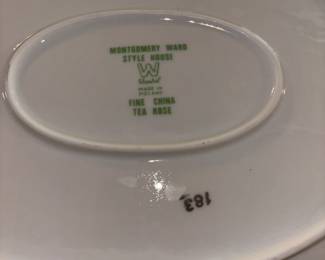 MONTGOMERY WARD
STYLE HOUSE
W
MADE IN
POLAND
FINE CHINA
TEA ROSE
183